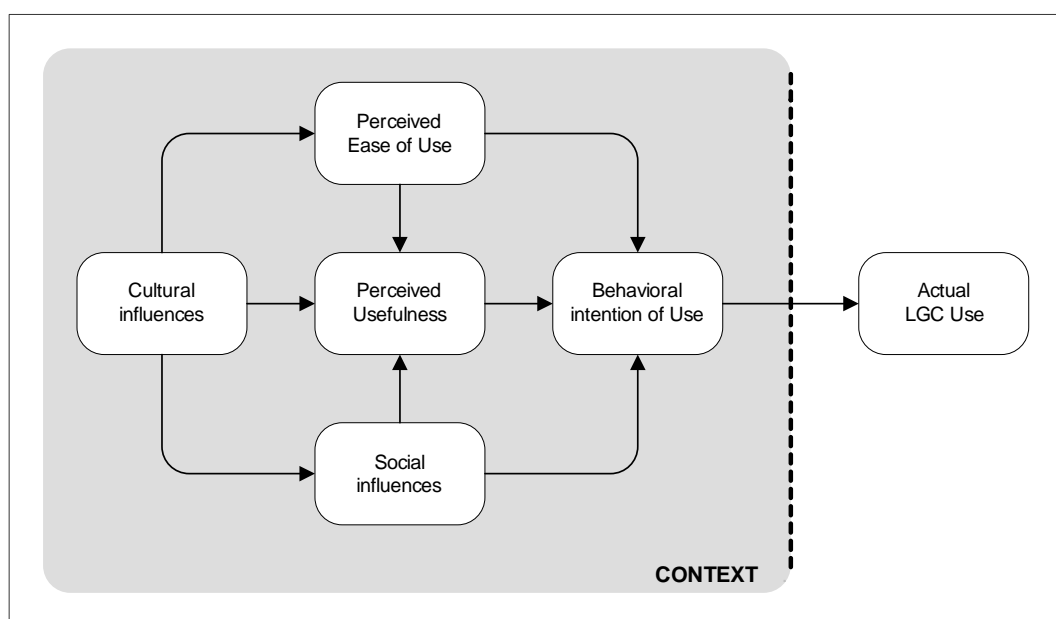 Perceived
Ease of Use
Cultural
influences
Perceived
Usefulness
Behavioral
intention of Use
Actual
LGC Use
Social
influences
CONTEXT